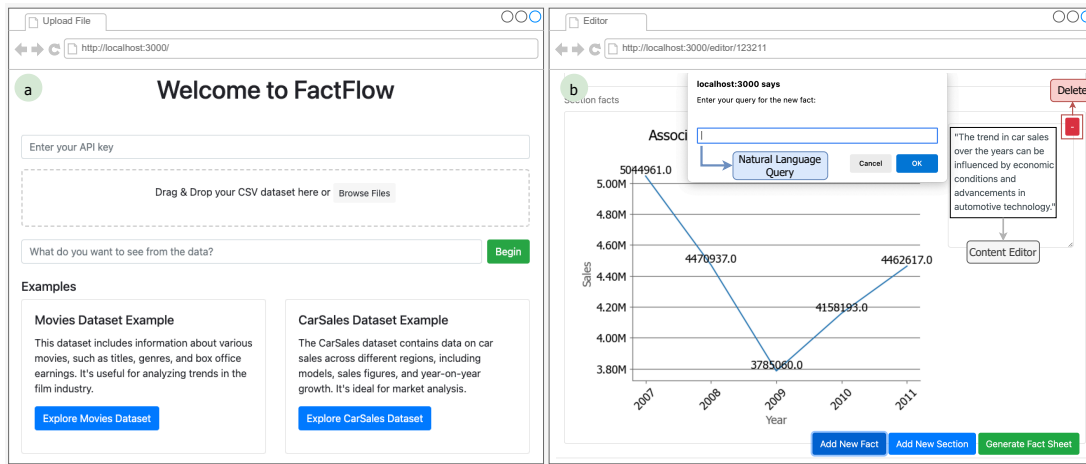 Upload File
http://localhost:3000/
a
Welcome to FactFlow
Enter your API key
Drag & Drop your CSV dataset here or Browse Files
What do you want to see from the data?
Begin
Examples
Movies Dataset Example
This dataset includes information about various
movies, such as titles, genres, and box office
earnings. It's useful for analyzing trends in the
film industry.
Explore Movies Dataset
CarSales Dataset Example
The CarSales dataset contains data on car
sales across different regions, including
models, sales figures, and year-on-year
growth. It's ideal for market analysis.
Explore CarSales Dataset
Editor
http://localhost:3000/editor/123211
b
Section facts
localhost:3000 says
Enter your query for the new fact:
Natural Language
Query
Cancel
OK
Delete
-
"The trend in car sales
over the years can be
influenced by economic
conditions and
advancements in
automotive technology."
Content Editor
Associ
5044961.0
5.00M
4.80M
4.60M
4470937.0
4462617.0
4.40M
Sales
4.20M
4158193.0
4.00M
3785060.0
3.80M
2007
2008
2009
2010
2011
Year
Add New Fact
Add New Section
Generate Fact Sheet